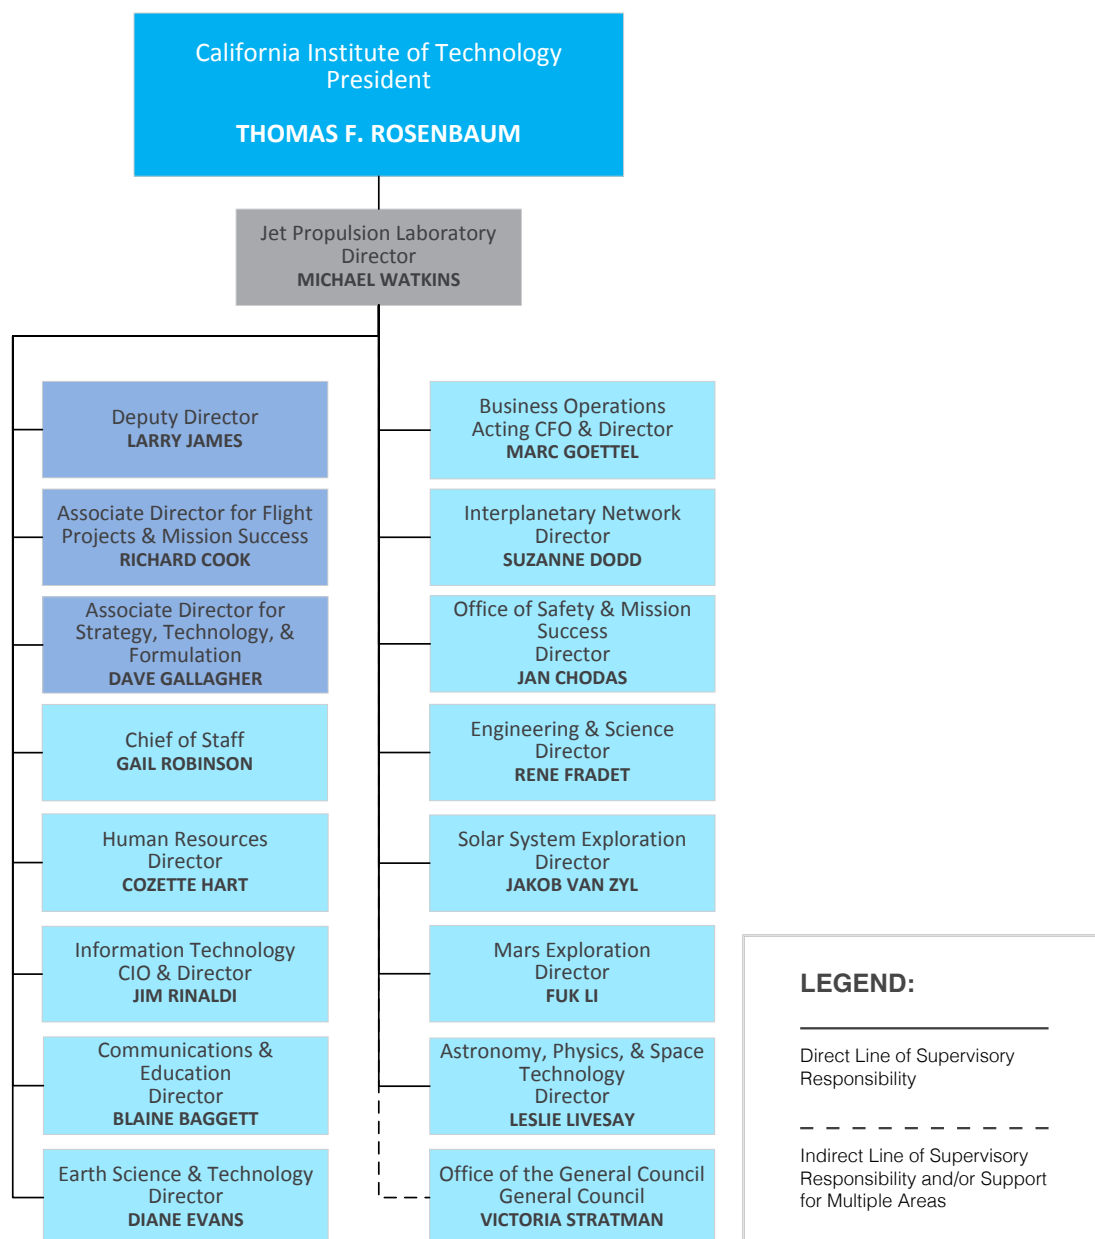 California Institute of Technology
President
THOMAS F. ROSENBAUM
Jet Propulsion Laboratory
Director
MICHAEL WATKINS
Deputy Director
LARRY JAMES
Associate Director for Flight
Projects & Mission Success
RICHARD COOK
Associate Director for
Strategy, Technology, &
Formulation
DAVE GALLAGHER
Chief of Staff
GAIL ROBINSON
Human Resources
Director
COZETTE HART
Information Technology
CIO & Director
JIM RINALDI
Communications &
Education
Director
BLAINE BAGGETT
Earth Science & Technology
Director
DIANE EVANS
Business Operations
Acting CFO & Director
MARC GOETTEL
Interplanetary Network
Director
SUZANNE DODD
Office of Safety & Mission
Success
Director
JAN CHODAS
Engineering & Science
Director
RENE FRADET
Solar System Exploration
Director
JAKOB VAN ZYL
Mars Exploration
Director
FUK LI
Astronomy, Physics, & Space
Technology
Director
LESLIE LIVESAY
Office of the General Council
General Council
VICTORIA STRATMAN
LEGEND:
Direct Line of Supervisory
Responsibility
Indirect Line of Supervisory
Responsibility and/or Support
for Multiple Areas